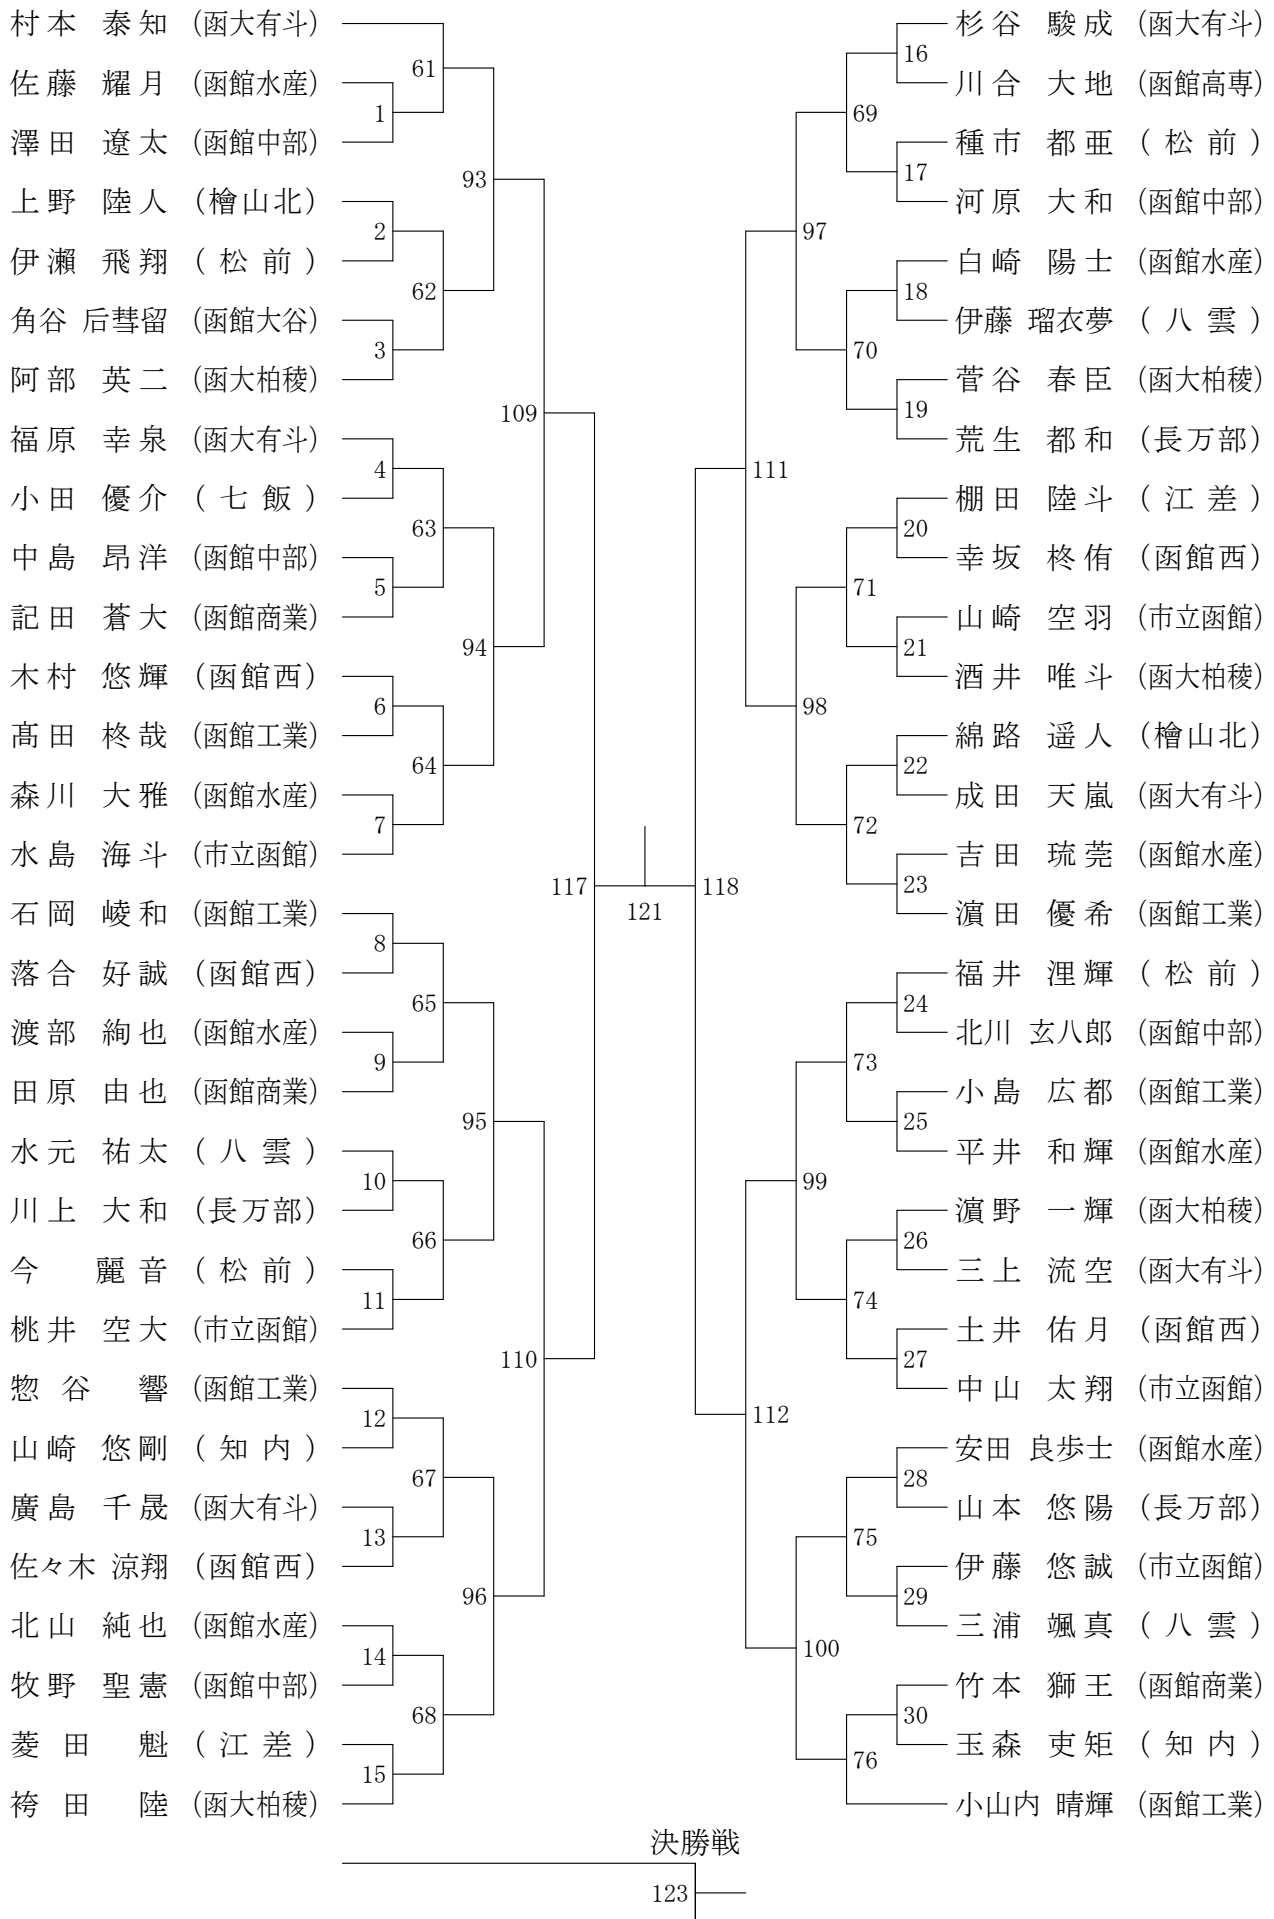 村本 泰知 (函大有斗)
佐藤 耀月 (函館水産)
澤田 遼太 (函館中部)
上野 陸人 (檜山北)
伊瀬 飛翔 (松前)
角谷 后彗留 (函館大谷)
阿部 英二 (函大柏稜)
福原 幸泉 (函大有斗)
小田 優介 (七飯)
中島 昂洋 (函館中部)
記田 蒼大 (函館商業)
木村 悠輝 (函館西)
髙田 柊哉 (函館工業)
森川 大雅 (函館水産)
水島 海斗 (市立函館)
石岡 崚和 (函館工業)
落合 好誠 (函館西)
渡部 絢也 (函館水産)
田原 由也 (函館商業)
水元 祐太 (八雲)
川上 大和 (長万部)
今 麗音 (松前)
桃井 空大 (市立函館)
惣谷 響 (函館工業)
山崎 悠剛 (知内)
廣島 千晟 (函大有斗)
佐々木 涼翔 (函館西)
北山 純也 (函館水産)
牧野 聖憲 (函館中部)
菱田 魁 (江差)
袴田 陸 (函大柏稜)
1
2
3
4
5
6
7
8
9
10
11
12
13
14
15
61
62
63
64
65
66
67
68
93
94
95
96
109
110
117
121
118
111
112
97
98
99
100
69
70
71
72
73
74
75
76
16
17
18
19
20
21
22
23
24
25
26
27
28
29
30
杉谷 駿成 (函大有斗)
川合 大地 (函館高専)
種市 都亜 (松前)
河原 大和 (函館中部)
白崎 陽士 (函館水産)
伊藤 瑠衣夢 (八雲)
菅谷 春臣 (函大柏稜)
荒生 都和 (長万部)
棚田 陸斗 (江差)
幸坂 柊侑 (函館西)
山崎 空羽 (市立函館)
酒井 唯斗 (函大柏稜)
綿路 遥人 (檜山北)
成田 天嵐 (函大有斗)
吉田 琉莞 (函館水産)
濵田 優希 (函館工業)
福井 浬輝 (松前)
北川 玄八郎 (函館中部)
小島 広都 (函館工業)
平井 和輝 (函館水産)
濵野 一輝 (函大柏稜)
三上 流空 (函大有斗)
土井 佑月 (函館西)
中山 太翔 (市立函館)
安田 良歩士 (函館水産)
山本 悠陽 (長万部)
伊藤 悠誠 (市立函館)
三浦 颯真 (八雲)
竹本 獅王 (函館商業)
玉森 吏矩 (知内)
小山内 晴輝 (函館工業)
決勝戦
123